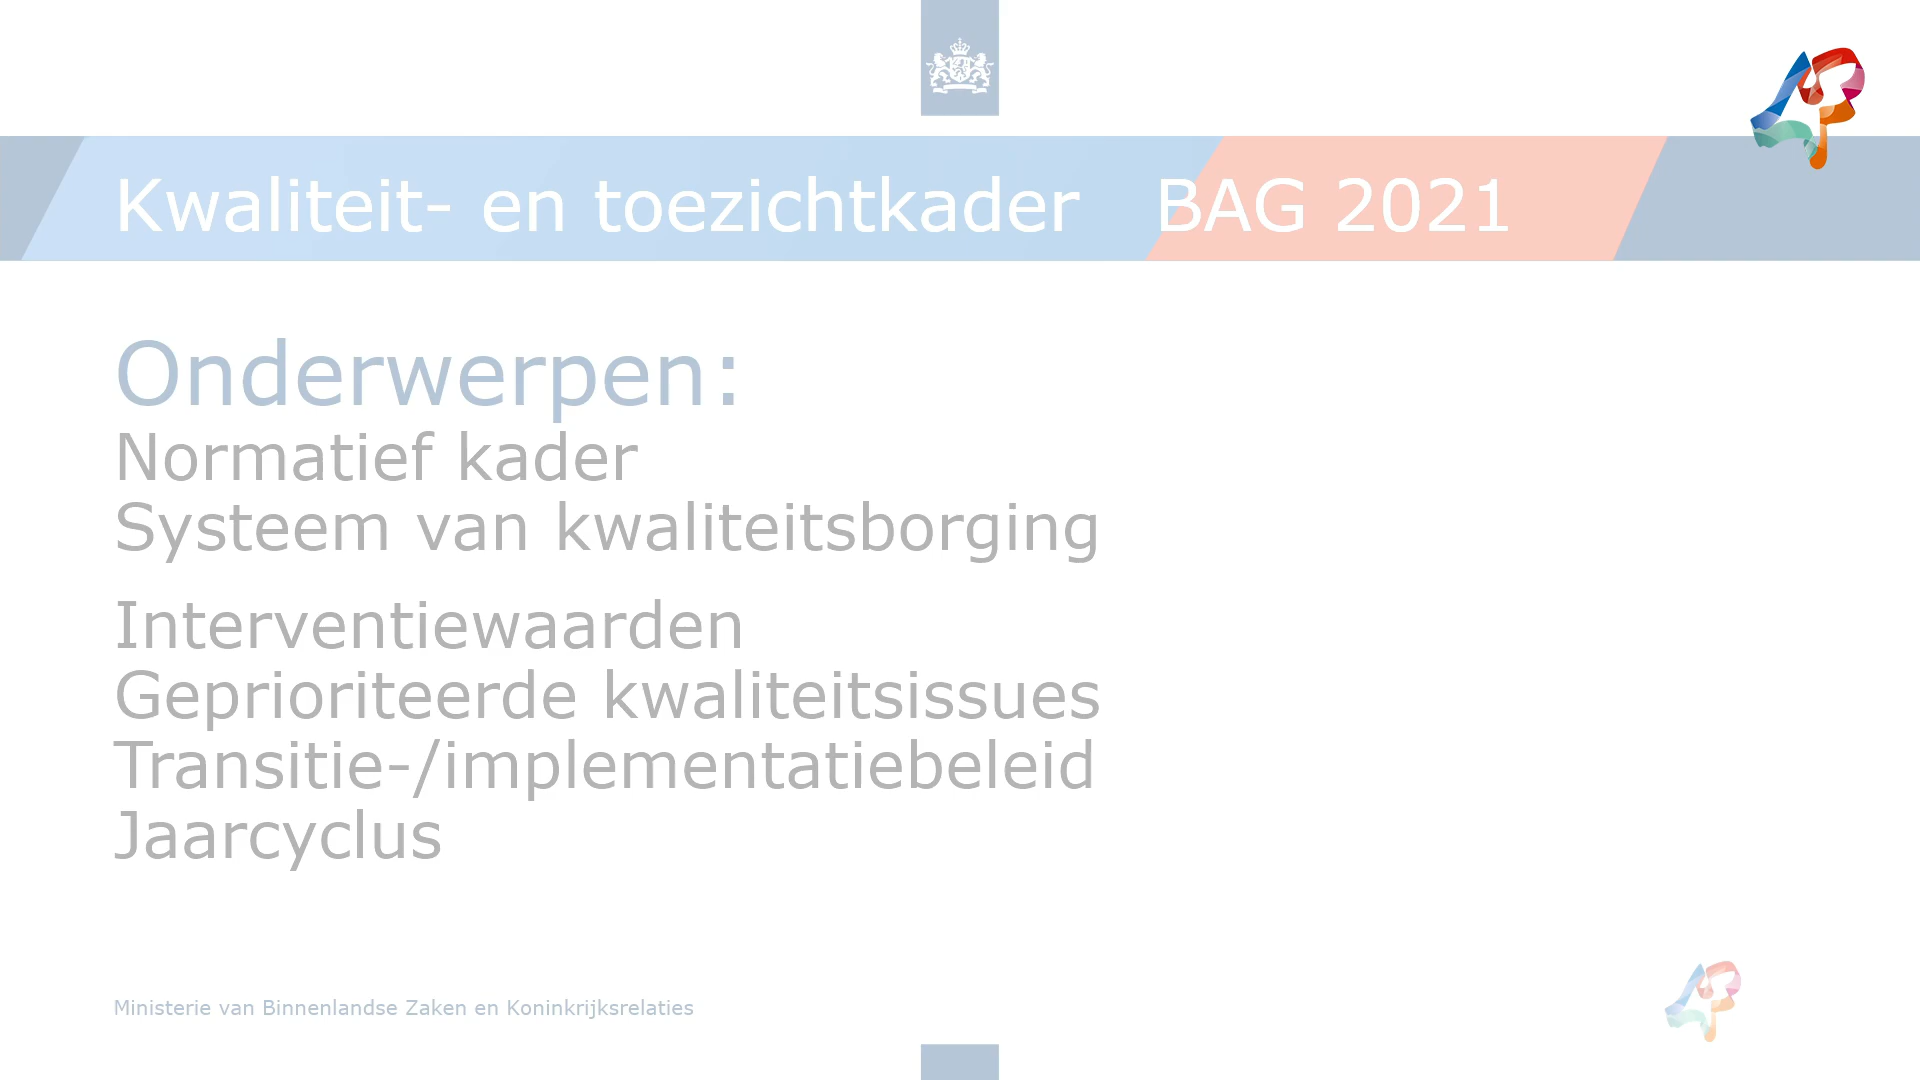 Kwaliteit- en toezichtkader BAG 2021
Onderwerpen:
Normatief kader
Systeem van kwaliteitsborging
Interventiewaarden
Geprioriteerde kwaliteitsissues
Transitie-/implementatiebeleid
Jaarcyclus
Ministerie van Binnenlandse Zaken en Koninkrijksrelaties